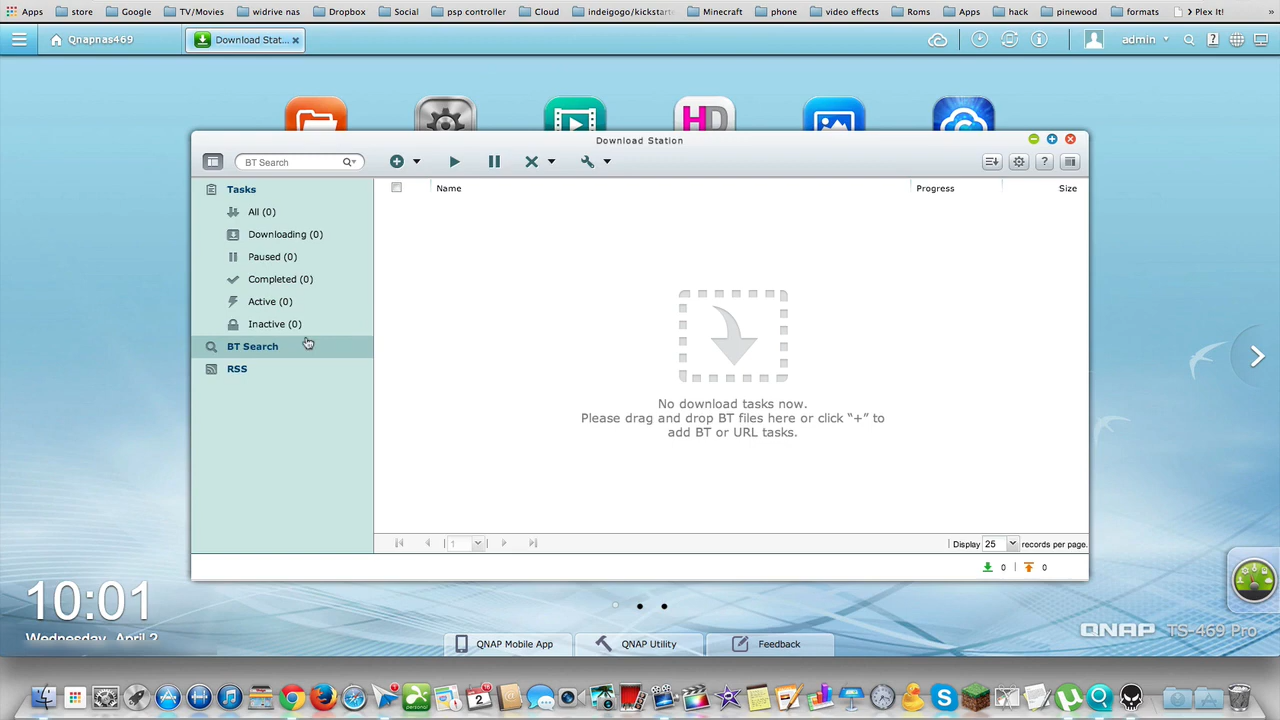 Apps store Google TV/Movies widrive nas Dropbox Social psp controller Cloud indeigogo/kickstarte Minecraft phone video effects Roms Apps hack pinewood formats Plex It! »
Qnapnas469 Download Stat... admin
Download Station
BT Search
Tasks
All (0)
Downloading (0)
Paused (0)
Completed (0)
Active (0)
Inactive (0)
BT Search
RSS
Name Progress Size
No download tasks now.
Please drag and drop BT files here or click “+” to
add BT or URL tasks.
1
Display 25 records per page.
0 0
10:01
Wednesday, April 2
QNAP TS-469 Pro
QNAP Mobile App QNAP Utility Feedback